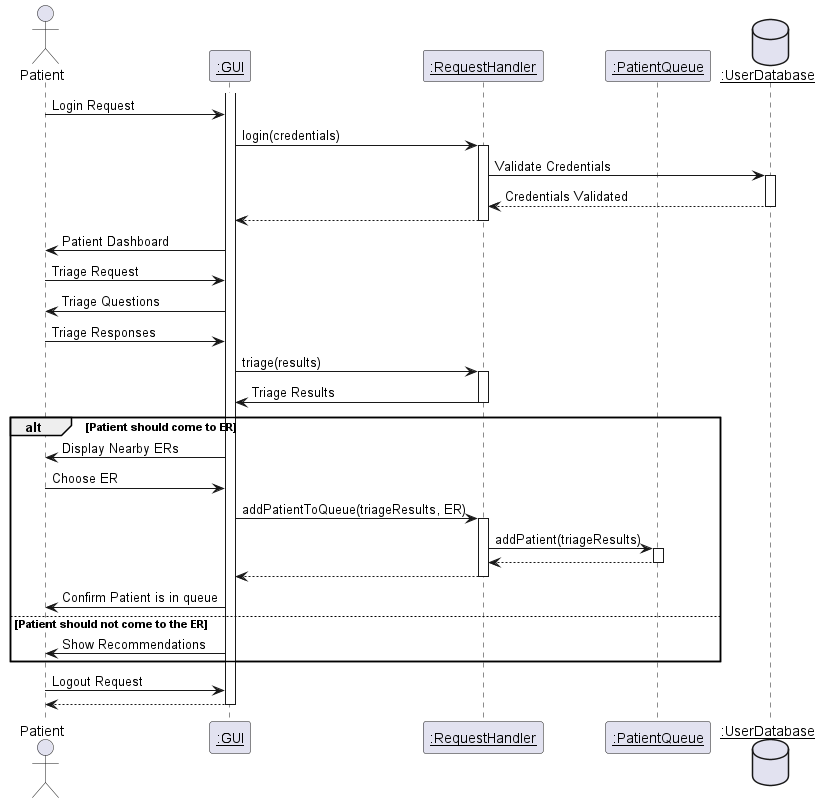 Patient
:GUI
:RequestHandler
:PatientQueue
:UserDatabase
Login Request
login(credentials)
Validate Credentials
Credentials Validated
Patient Dashboard
Triage Request
Triage Questions
Triage Responses
triage(results)
Triage Results
alt
[Patient should come to ER]
Display Nearby ERs
Choose ER
addPatientToQueue(triageResults, ER)
addPatient(triageResults)
Confirm Patient is in queue
[Patient should not come to the ER]
Show Recommendations
Logout Request
Patient
:GUI
:RequestHandler
:PatientQueue
:UserDatabase